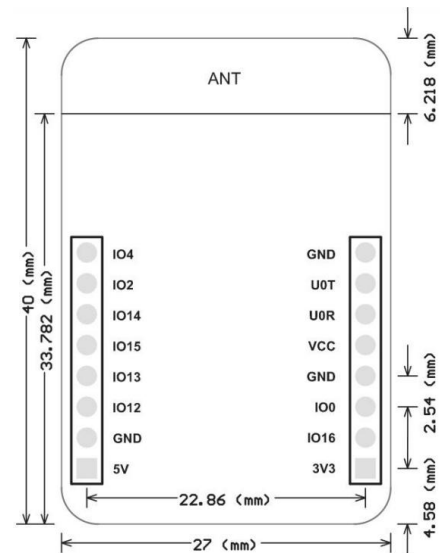 ANT
6.218 (mm)
40 (mm)
33.782 (mm)
IO4 GND
IO2 U0T
IO14 U0R
IO15 VCC
IO13 GND
IO12 IO0
GND IO16
5V 3V3
2.54 (mm)
22.86 (mm)
4.58 (mm)
27 (mm)